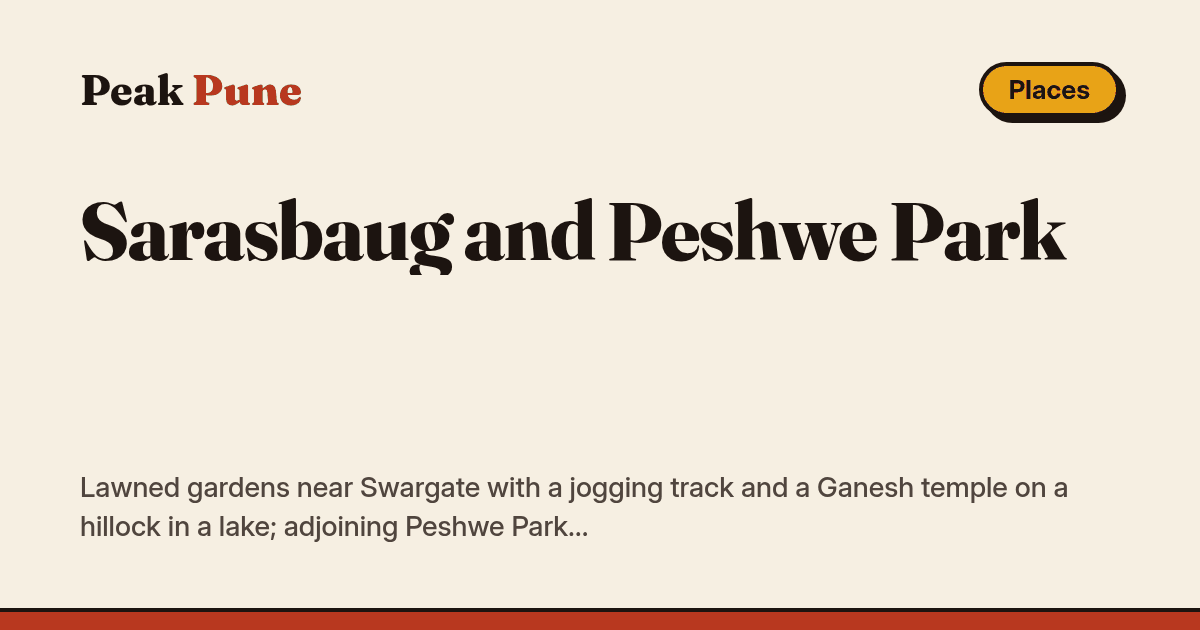 Peak Pune
Places
Sarasbaug and Peshwe Park
Lawned gardens near Swargate with a jogging track and a Ganesh temple on a
hillock in a lake; adjoining Peshwe Park...